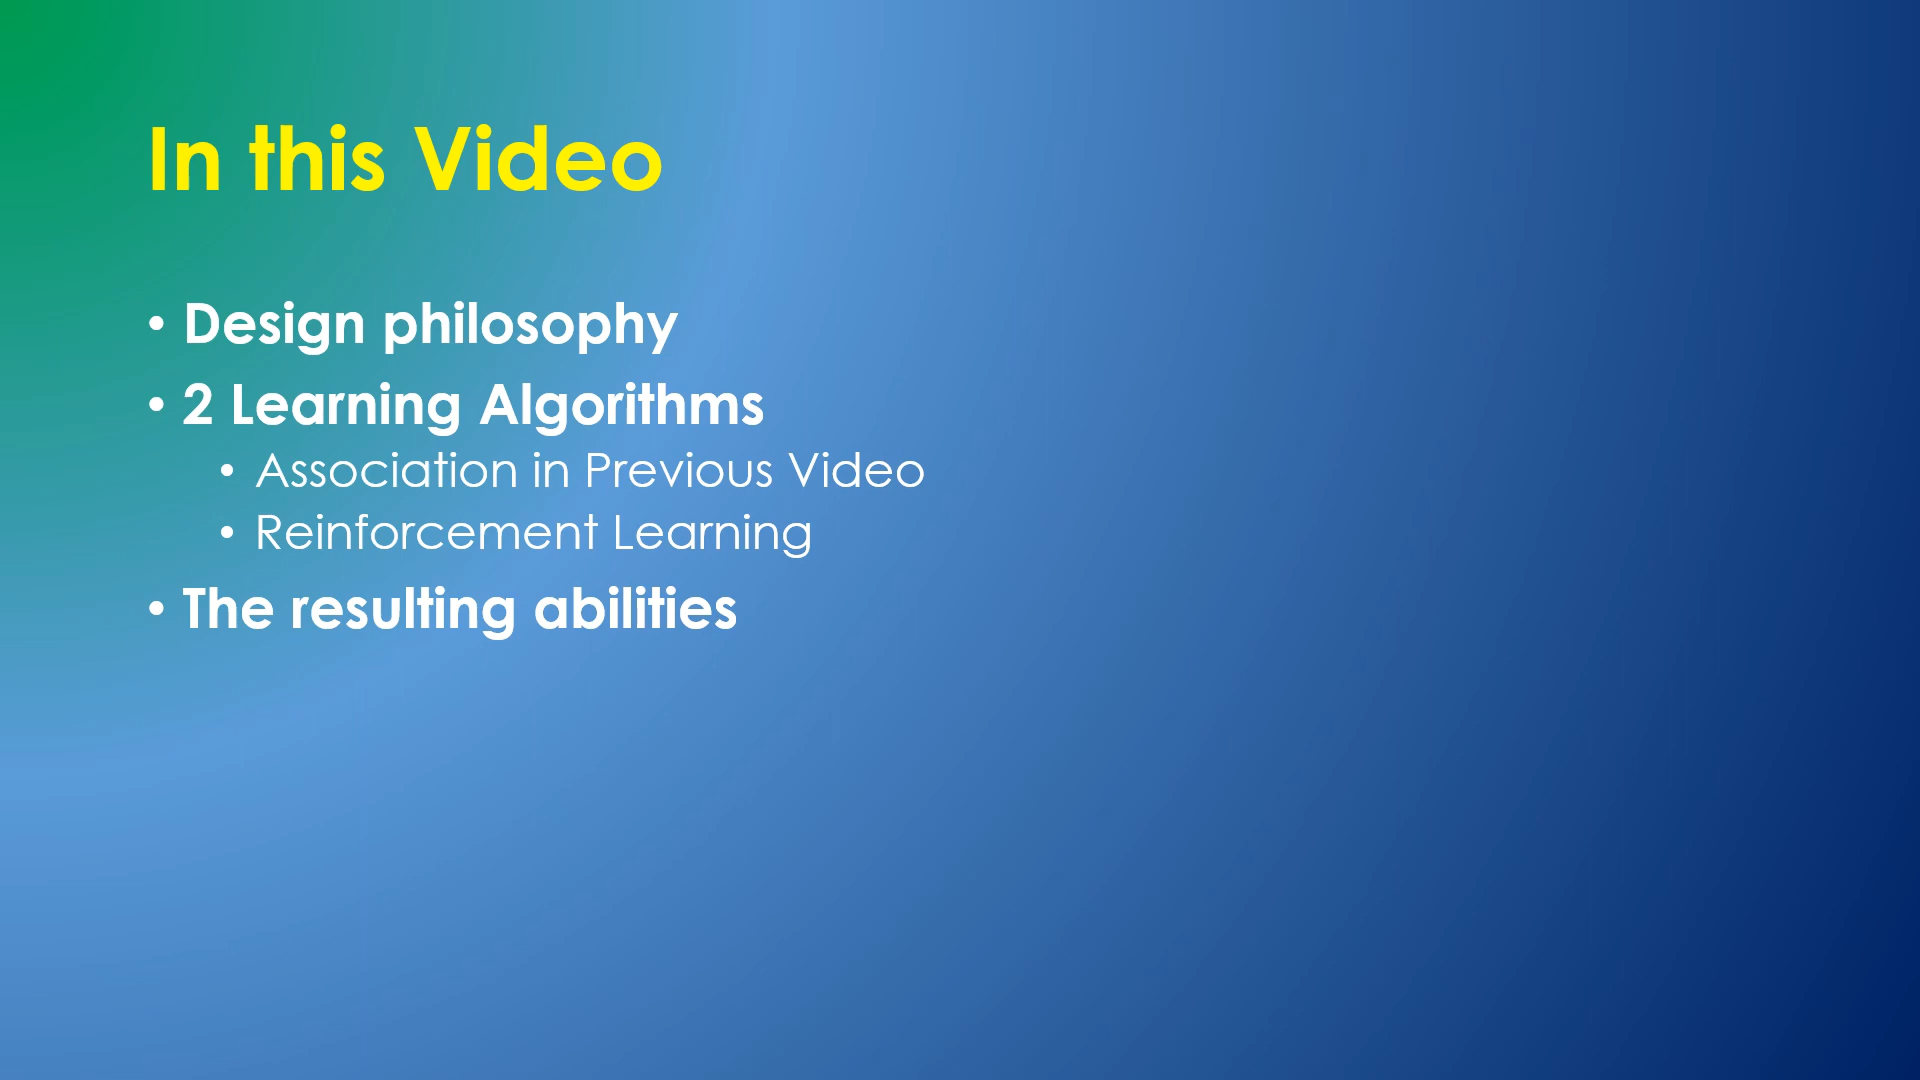 In this Video
• Design philosophy
• 2 Learning Algorithms
• Association in Previous Video
• Reinforcement Learning
• The resulting abilities